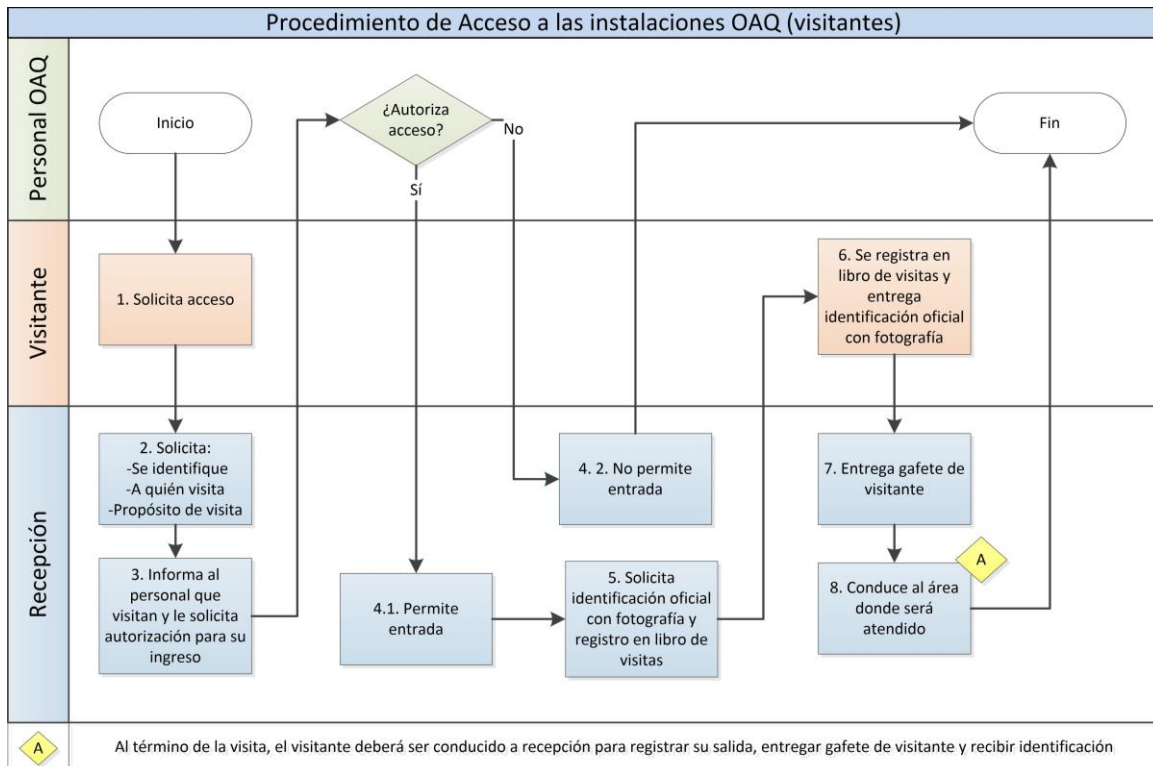 Procedimiento de Acceso a las instalaciones OAQ (visitantes)
Personal OAQ
Inicio
¿Autoriza
acceso?
No
Sí
Fin
Visitante
1. Solicita acceso
6. Se registra en
libro de visitas y
entrega
identificación oficial
con fotografía
Recepción
2. Solicita:
-Se identifique
-A quién visita
-Propósito de visita
4. 2. No permite
entrada
7. Entrega gafete de
visitante
3. Informa al
personal que
visitan y le solicita
autorización para su
ingreso
4.1. Permite
entrada
5. Solicita
identificación oficial
con fotografía y
registro en libro de
visitas
A
8. Conduce al área
donde será
atendido
A
Al término de la visita, el visitante deberá ser conducido a recepción para registrar su salida, entregar gafete de visitante y recibir identificación